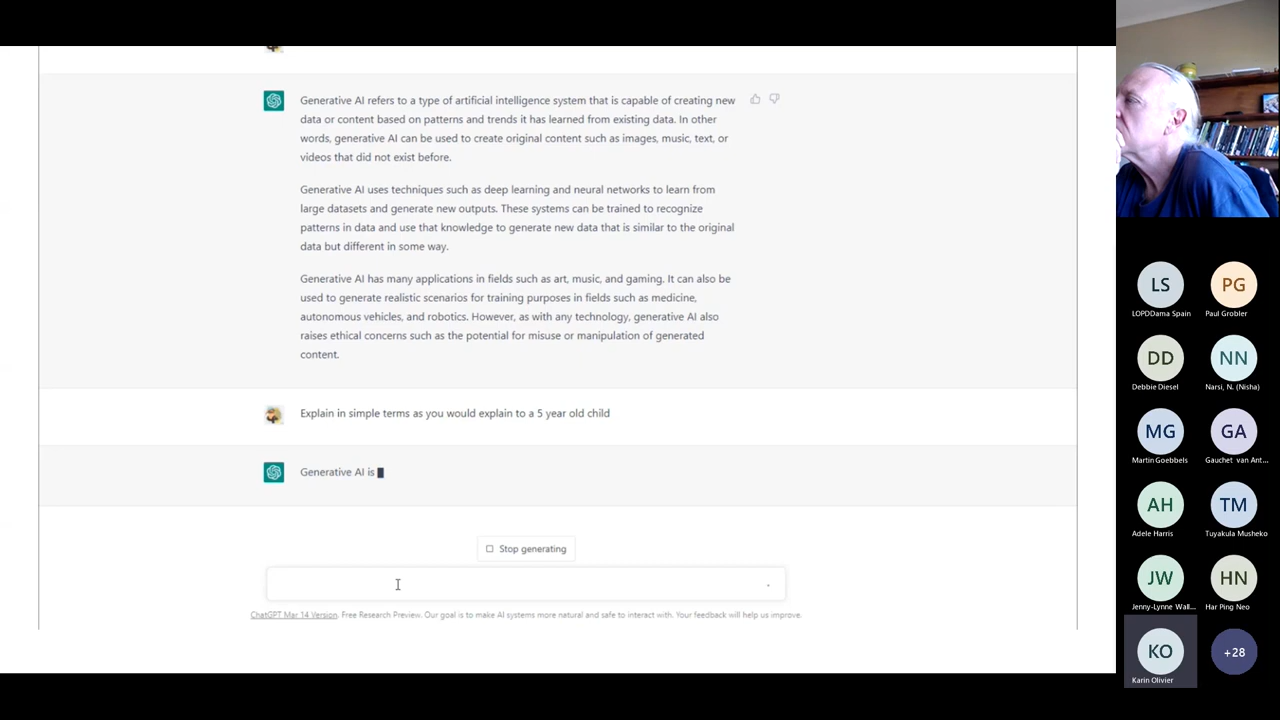 Generative AI refers to a type of artificial intelligence system that is capable of creating new
data or content based on patterns and trends it has learned from existing data. In other
words, generative AI can be used to create original content such as images, music, text, or
videos that did not exist before.
Generative AI uses techniques such as deep learning and neural networks to learn from
large datasets and generate new outputs. These systems can be trained to recognize
patterns in data and use that knowledge to generate new data that is similar to the original
data but different in some way.
Generative AI has many applications in fields such as art, music, and gaming. It can also be
used to generate realistic scenarios for training purposes in fields such as medicine,
autonomous vehicles, and robotics. However, as with any technology, generative AI also
raises ethical concerns such as the potential for misuse or manipulation of generated
content.
Explain in simple terms as you would explain to a 5 year old child
Generative AI is
Stop generating
ChatGPT Mar 14 Version. Free Research Preview. Our goal is to make AI systems more natural and safe to interact with. Your feedback will help us improve.
LS PG
LOPDDama Spain Paul Grobler
DD NN
Debbie Diesel Narsi, N. (Nisha)
MG GA
Martin Goebbels Gauchet van Ant...
AH TM
Adele Harris Tuyakula Musheko
JW HN
Jenny-Lynne Wall... Har Ping Neo
KO +28
Karin Olivier